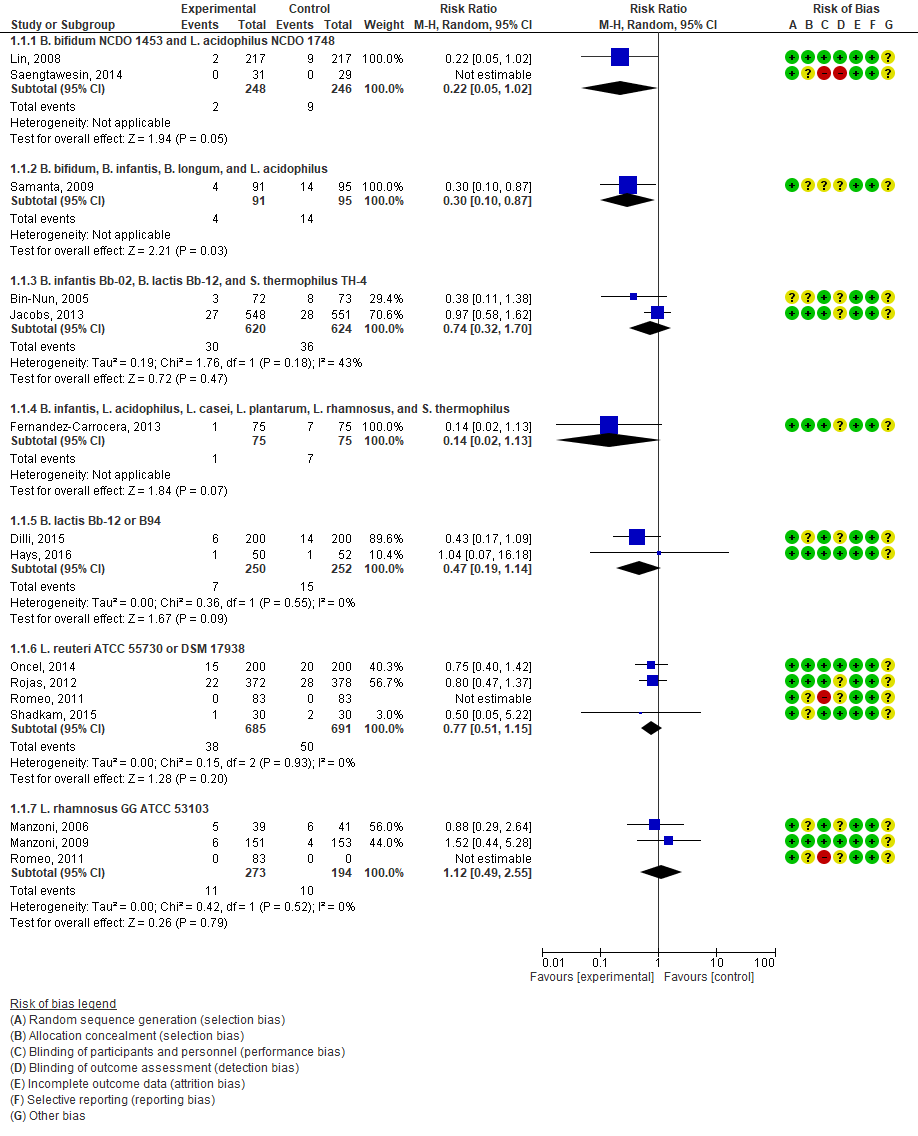 Experimental Control Risk Ratio Risk Ratio Risk of Bias
Study or Subgroup Events Total Events Total Weight M-H, Random, 95% CI M-H, Random, 95% CI A B C D E F G
1.1.1 B. bifidum NCDO 1453 and L. acidophilus NCDO 1748
Lin, 2008 2 217 9 217 100.0% 0.22 [0.05, 1.02] + + + + + + ?
Saengtawesin, 2014 0 31 0 29 Not estimable + ? - - + + ?
Subtotal (95% CI) 248 246 100.0% 0.22 [0.05, 1.02]
Total events 2 9
Heterogeneity: Not applicable
Test for overall effect: Z = 1.94 (P = 0.05)
1.1.2 B. bifidum, B. infantis, B. longum, and L. acidophilus
Samanta, 2009 4 91 14 95 100.0% 0.30 [0.10, 0.87] + ? ? ? + + ?
Subtotal (95% CI) 91 95 100.0% 0.30 [0.10, 0.87]
Total events 4 14
Heterogeneity: Not applicable
Test for overall effect: Z = 2.21 (P = 0.03)
1.1.3 B. infantis Bb-02, B. lactis Bb-12, and S. thermophilus TH-4
Bin-Nun, 2005 3 72 8 73 29.4% 0.38 [0.11, 1.38] ? ? + ? + + ?
Jacobs, 2013 27 548 28 551 70.6% 0.97 [0.58, 1.62] + + + ? + + ?
Subtotal (95% CI) 620 624 100.0% 0.74 [0.32, 1.70]
Total events 30 36
Heterogeneity: Tau² = 0.19; Chi² = 1.76, df = 1 (P = 0.18); I² = 43%
Test for overall effect: Z = 0.72 (P = 0.47)
1.1.4 B. infantis, L. acidophilus, L. casei, L. plantarum, L. rhamnosus, and S. thermophilus
Fernandez-Carrocera, 2013 1 75 7 75 100.0% 0.14 [0.02, 1.13] + + + ? + + ?
Subtotal (95% CI) 75 75 100.0% 0.14 [0.02, 1.13]
Total events 1 7
Heterogeneity: Not applicable
Test for overall effect: Z = 1.84 (P = 0.07)
1.1.5 B. lactis Bb-12 or B94
Dilli, 2015 6 200 14 200 89.6% 0.43 [0.17, 1.09] + ? + ? + + ?
Hays, 2016 1 50 1 52 10.4% 1.04 [0.07, 16.18] + + + + + + ?
Subtotal (95% CI) 250 252 100.0% 0.47 [0.19, 1.14]
Total events 7 15
Heterogeneity: Tau² = 0.00; Chi² = 0.36, df = 1 (P = 0.55); I² = 0%
Test for overall effect: Z = 1.67 (P = 0.09)
1.1.6 L. reuteri ATCC 55730 or DSM 17938
Oncel, 2014 15 200 20 200 40.3% 0.75 [0.40, 1.42] + + + + + + ?
Rojas, 2012 22 372 28 378 56.7% 0.80 [0.47, 1.37] + + + ? + + ?
Romeo, 2011 0 83 0 83 Not estimable + ? - ? + + ?
Shadkam, 2015 1 30 2 30 3.0% 0.50 [0.05, 5.22] + ? + + + + ?
Subtotal (95% CI) 685 691 100.0% 0.77 [0.51, 1.15]
Total events 38 50
Heterogeneity: Tau² = 0.00; Chi² = 0.15, df = 2 (P = 0.93); I² = 0%
Test for overall effect: Z = 1.28 (P = 0.20)
1.1.7 L. rhamnosus GG ATCC 53103
Manzoni, 2006 5 39 6 41 56.0% 0.88 [0.29, 2.64] + ? + ? + + ?
Manzoni, 2009 6 151 4 153 44.0% 1.52 [0.44, 5.28] + + + + + + ?
Romeo, 2011 0 83 0 0 Not estimable + ? - ? + + ?
Subtotal (95% CI) 273 194 100.0% 1.12 [0.49, 2.55]
Total events 11 10
Heterogeneity: Tau² = 0.00; Chi² = 0.42, df = 1 (P = 0.52); I² = 0%
Test for overall effect: Z = 0.26 (P = 0.79)
0.01 0.1 1 10 100
Favours [experimental] Favours [control]
Risk of bias legend
(A) Random sequence generation (selection bias)
(B) Allocation concealment (selection bias)
(C) Blinding of participants and personnel (performance bias)
(D) Blinding of outcome assessment (detection bias)
(E) Incomplete outcome data (attrition bias)
(F) Selective reporting (reporting bias)
(G) Other bias